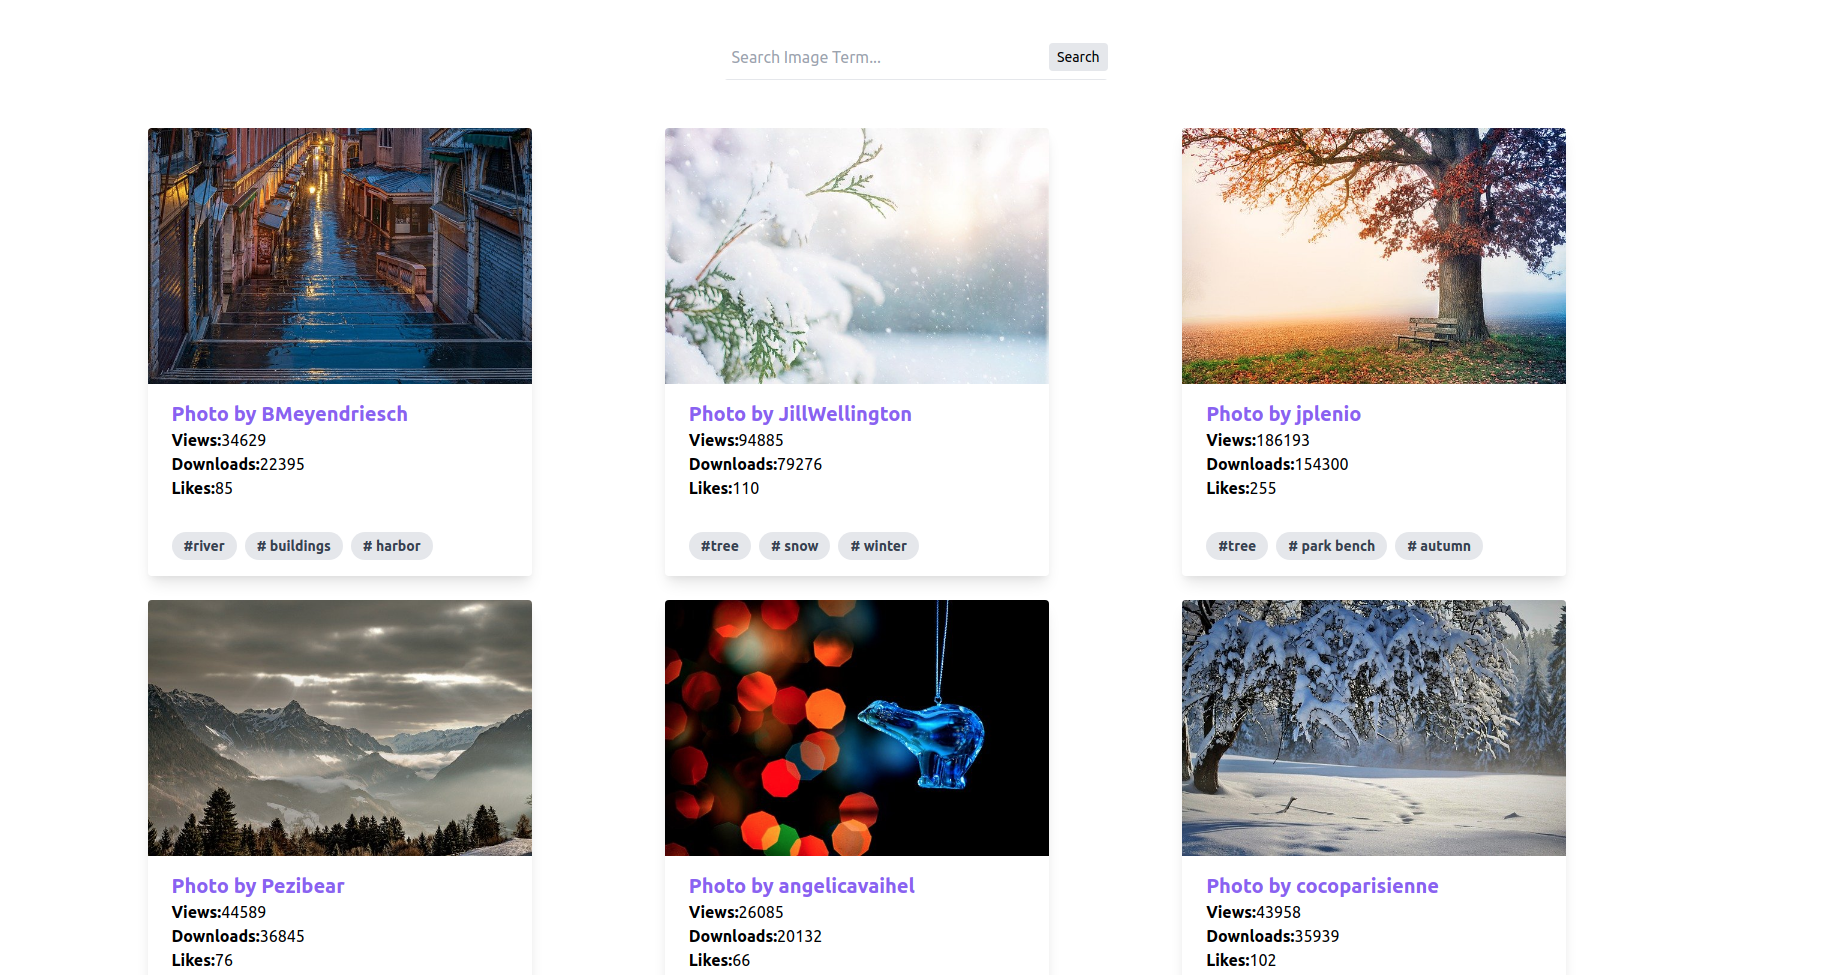 Search Image Term...
Search
Photo by BMeyendriesch
Views:34629
Downloads:22395
Likes:85
#river
# buildings
# harbor
Photo by JillWellington
Views:94885
Downloads:79276
Likes:110
#tree
# snow
# winter
Photo by jplenio
Views:186193
Downloads:154300
Likes:255
#tree
# park bench
# autumn
Photo by Pezibear
Views:44589
Downloads:36845
Likes:76
Photo by angelicavaihel
Views:26085
Downloads:20132
Likes:66
Photo by cocoparisienne
Views:43958
Downloads:35939
Likes:102